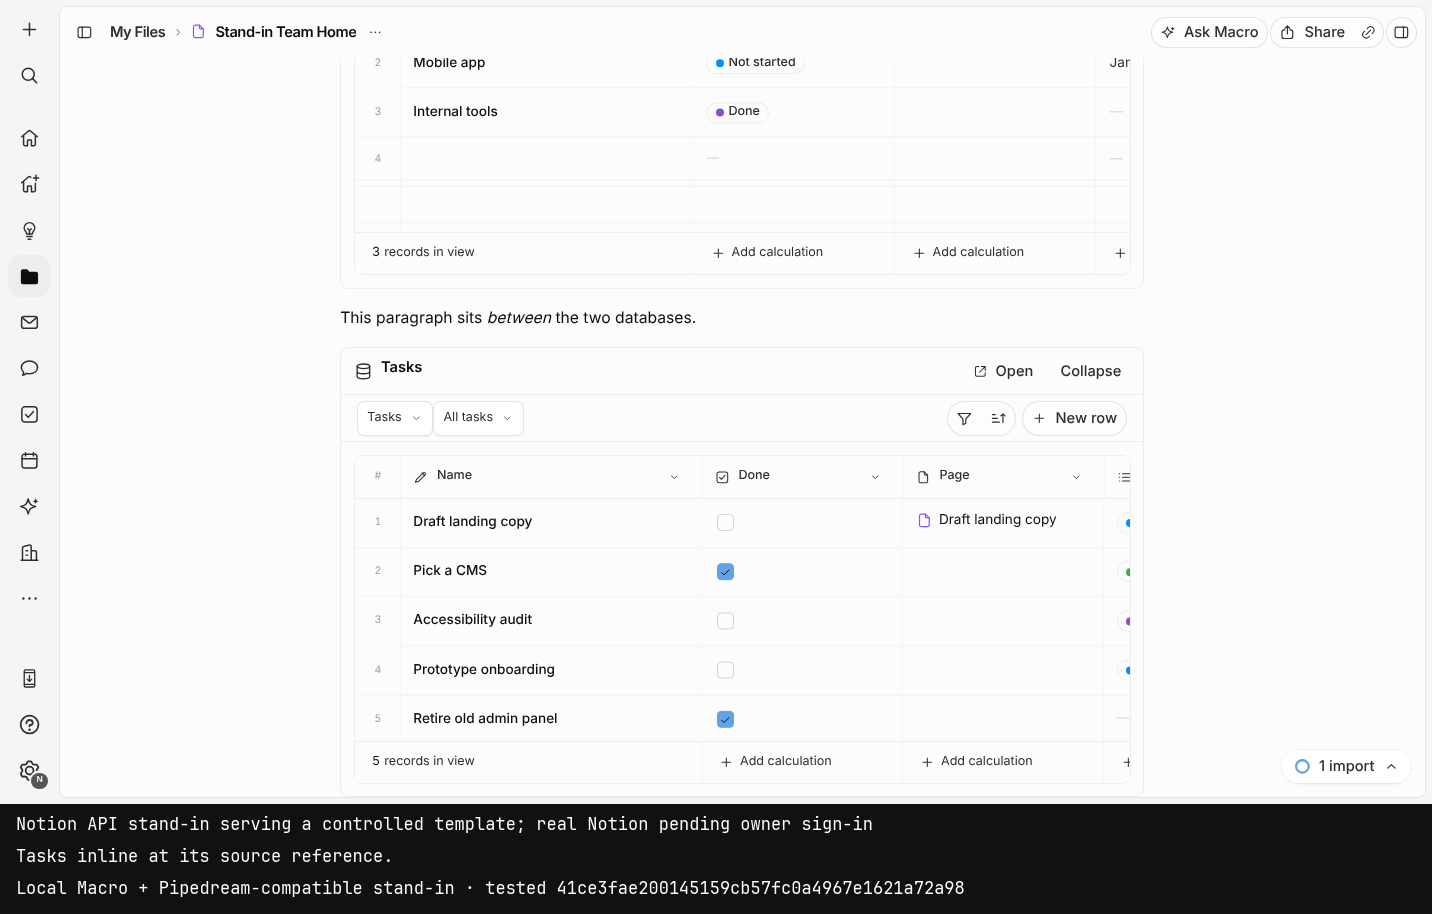 My Files
Stand-in Team Home
Ask Macro
Share
2 Mobile app Not started Jan
3 Internal tools Done —
4 — —
3 records in view Add calculation Add calculation
This paragraph sits between the two databases.
Tasks
Open Collapse
Tasks All tasks
New row
# Name Done Page
1 Draft landing copy Draft landing copy
2 Pick a CMS
3 Accessibility audit
4 Prototype onboarding
5 Retire old admin panel —
5 records in view Add calculation Add calculation
1 import
N
Notion API stand-in serving a controlled template; real Notion pending owner sign-in
Tasks inline at its source reference.
Local Macro + Pipedream-compatible stand-in · tested 41ce3fae200145159cb57fc0a4967e1621a72a98